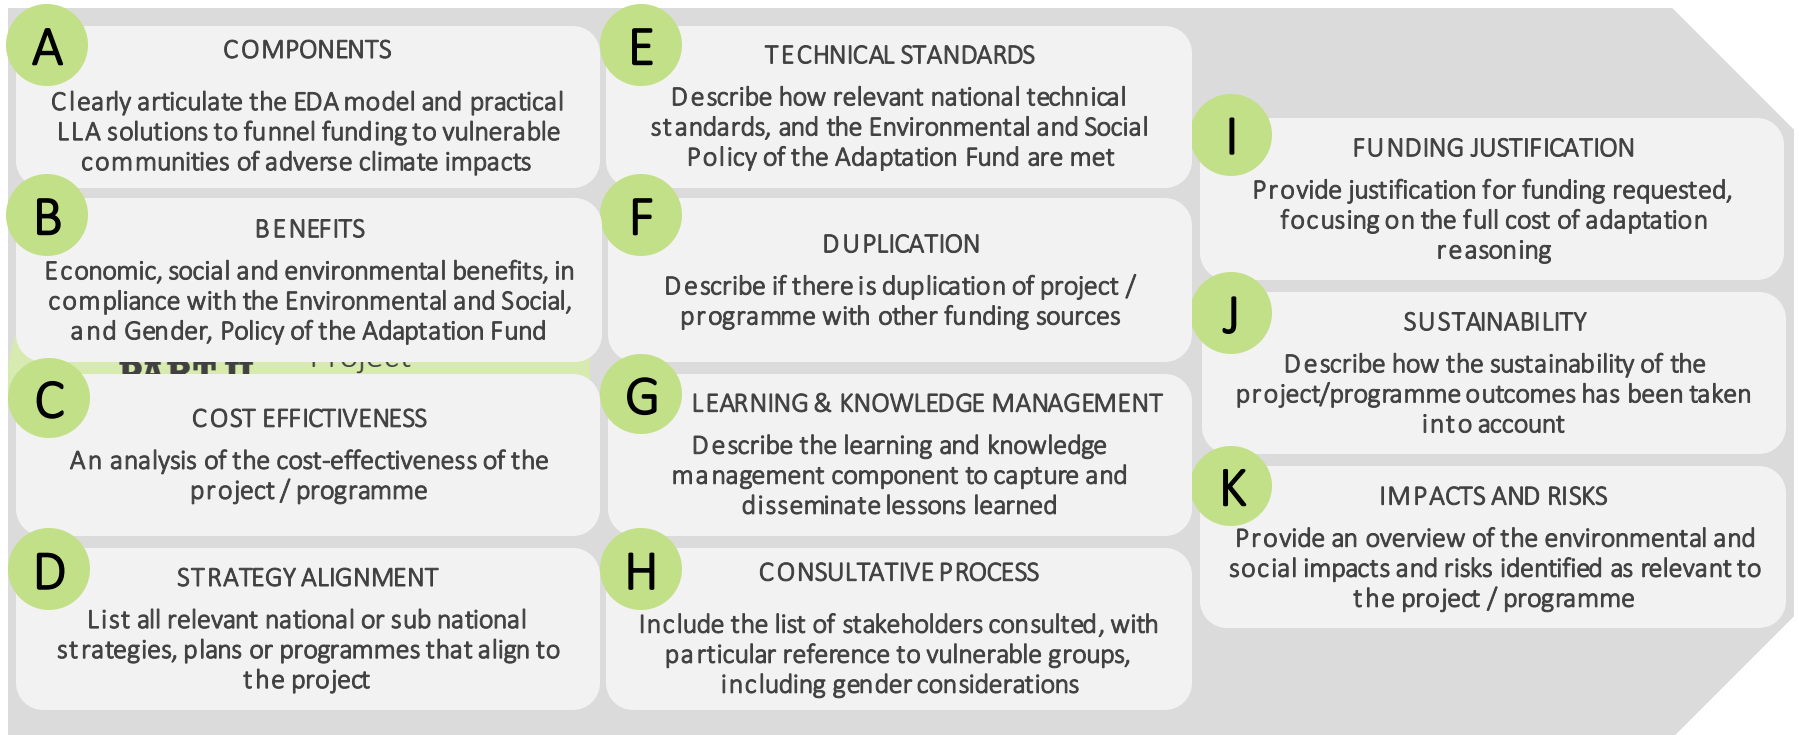 A
COMPONENTS
Clearly articulate the EDA model and practical
LLA solutions to funnel funding to vulnerable
communities of adverse climate impacts
B
BENEFITS
Economic, social and environmental benefits, in
compliance with the Environmental and Social,
and Gender, Policy of the Adaptation Fund
PART II
Project
C
COST EFFICTIVENESS
An analysis of the cost-effectiveness of the
project / programme
D
STRATEGY ALIGNMENT
List all relevant national or sub national
strategies, plans or programmes that align to
the project
E
TECHNICAL STANDARDS
Describe how relevant national technical
standards, and the Environmental and Social
Policy of the Adaptation Fund are met
F
DUPLICATION
Describe if there is duplication of project /
programme with other funding sources
G
LEARNING & KNOWLEDGE MANAGEMENT
Describe the learning and knowledge
management component to capture and
disseminate lessons learned
H
CONSULTATIVE PROCESS
Include the list of stakeholders consulted, with
particular reference to vulnerable groups,
including gender considerations
I
FUNDING JUSTIFICATION
Provide justification for funding requested,
focusing on the full cost of adaptation
reasoning
J
SUSTAINABILITY
Describe how the sustainability of the
project/programme outcomes has been taken
into account
K
IMPACTS AND RISKS
Provide an overview of the environmental and
social impacts and risks identified as relevant to
the project / programme